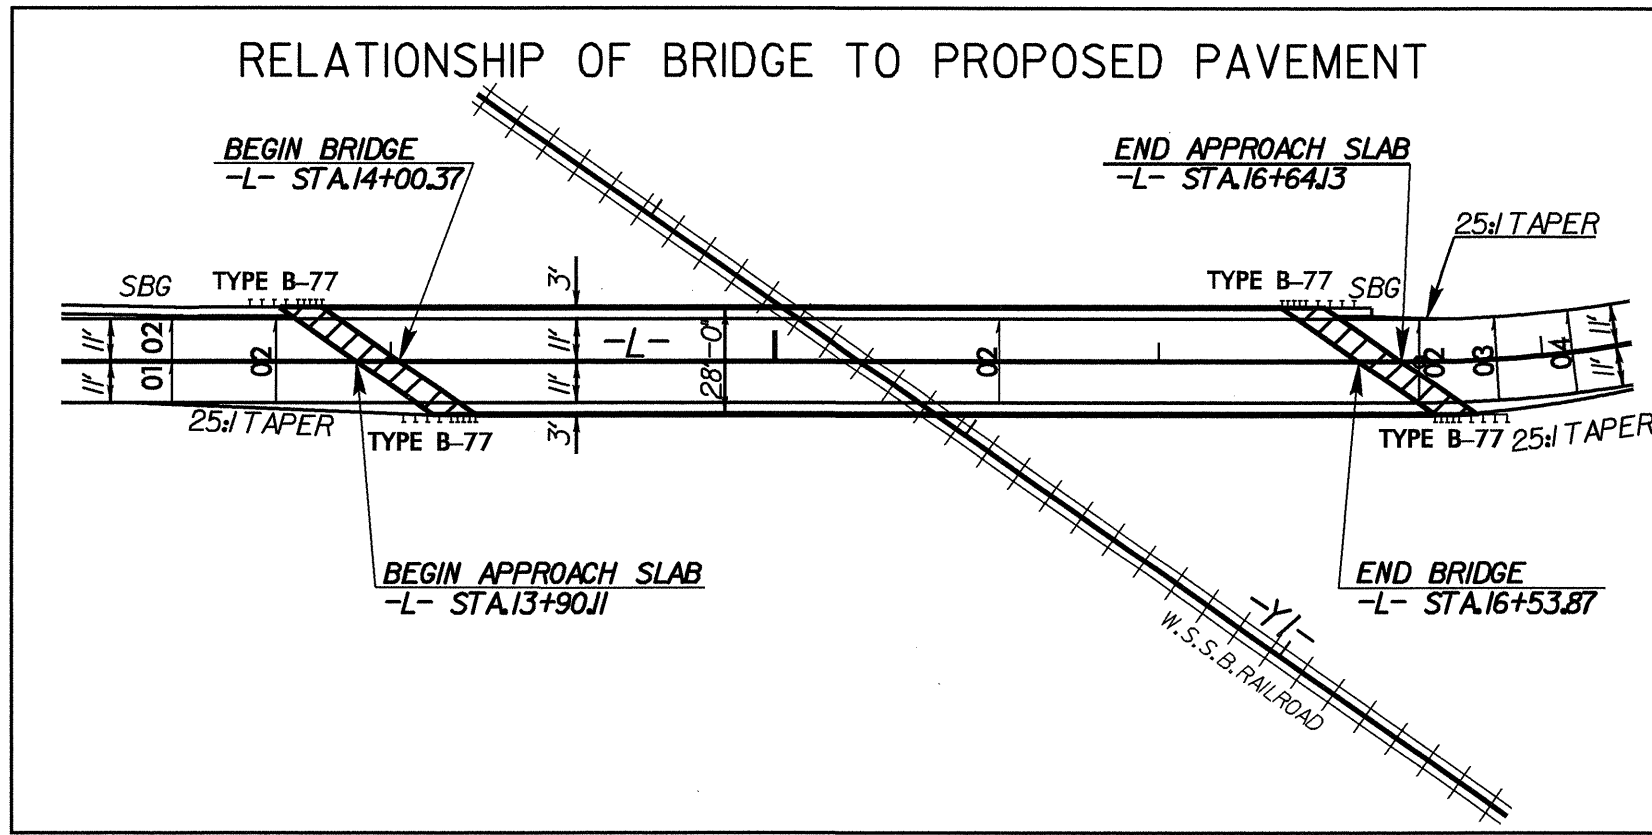 RELATIONSHIP OF BRIDGE TO PROPOSED PAVEMENT
BEGIN BRIDGE
-L- STA.14+00.37
END APPROACH SLAB
-L- STA.16+64.13
25:1 TAPER
SBG
TYPE B-77
3'
TYPE B-77
SBG
11'
02
11'
-L-
28'-0"
02
02
03
04
11'
11'
01
02
11'
11'
25:1 TAPER
TYPE B-77
3'
TYPE B-77
25:1 TAPER
BEGIN APPROACH SLAB
-L- STA.13+90.11
END BRIDGE
-L- STA.16+53.87
-Y1-
W.S.S.B. RAILROAD